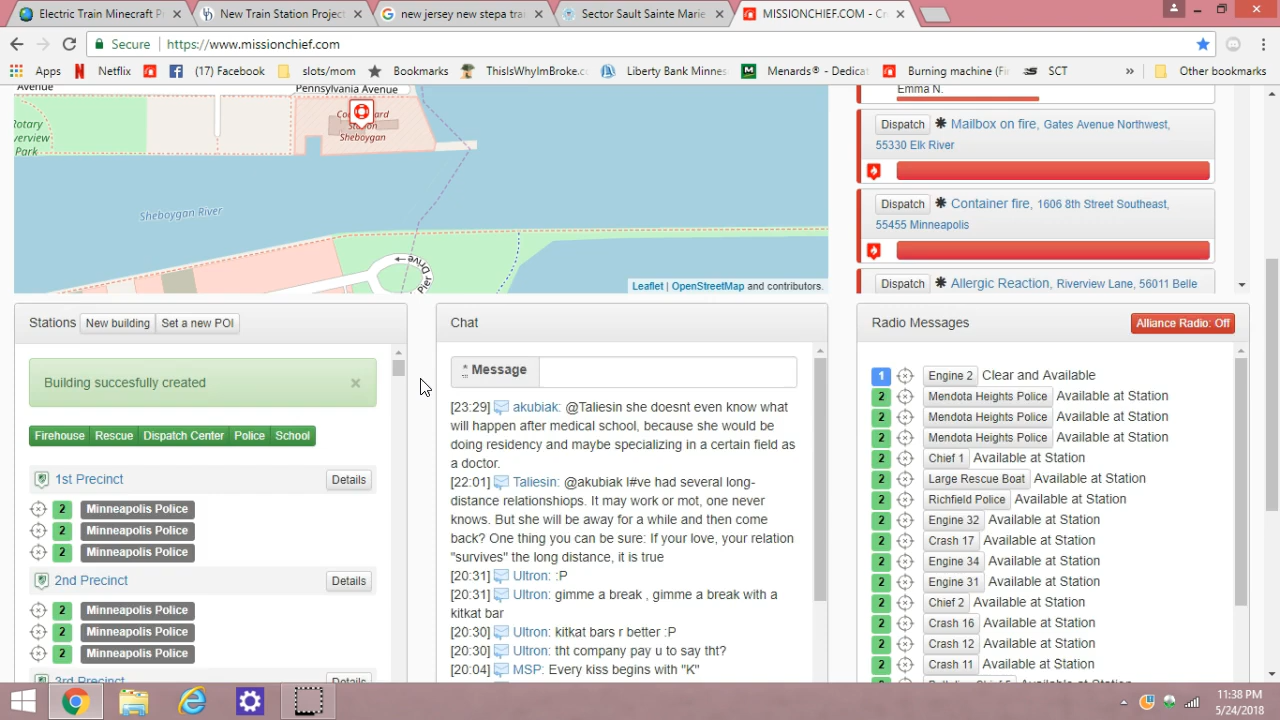 Electric Train Minecraft P
New Train Station Project
new jersey new stepa tra
Sector Sault Sainte Marie
MISSIONCHIEF.COM - Cr
Secure https://www.missionchief.com
Apps Netflix (17) Facebook slots/mom Bookmarks ThisIsWhyImBroke.c Liberty Bank Minnes Menards® - Dedicat Burning machine (Fi SCT » Other bookmarks
Avenue
Pennsylvania Avenue
Station
Sheboygan
Park
Sheboygan River
Pier Drive
Leaflet | OpenStreetMap and contributors.
Emma N.
Dispatch Mailbox on fire, Gates Avenue Northwest,
55330 Elk River
Dispatch Container fire, 1606 8th Street Southeast,
55455 Minneapolis
Dispatch Allergic Reaction, Riverview Lane, 56011 Belle
Stations New building Set a new POI
Building succesfully created ×
Firehouse Rescue Dispatch Center Police School
1st Precinct Details
2 Minneapolis Police
2 Minneapolis Police
2 Minneapolis Police
2nd Precinct Details
2 Minneapolis Police
2 Minneapolis Police
2 Minneapolis Police
3rd Precinct Details
Chat
* Message
[23:29] akubiak: @Taliesin she doesnt even know what
will happen after medical school, because she would be
doing residency and maybe specializing in a certain field as
a doctor.
[22:01] Taliesin: @akubiak I#ve had several long-
distance relationshiops. It may work or mot, one never
knows. But she will be away for a while and then come
back? One thing you can be sure: If your love, your relation
"survives" the long distance, it is true
[20:31] Ultron: :P
[20:31] Ultron: gimme a break , gimme a break with a
kitkat bar
[20:30] Ultron: kitkat bars r better :P
[20:30] Ultron: tht company pay u to say tht?
[20:04] MSP: Every kiss begins with "K"
Radio Messages Alliance Radio: Off
1 Engine 2 Clear and Available
2 Mendota Heights Police Available at Station
2 Mendota Heights Police Available at Station
2 Mendota Heights Police Available at Station
2 Chief 1 Available at Station
2 Large Rescue Boat Available at Station
2 Richfield Police Available at Station
2 Engine 32 Available at Station
2 Crash 17 Available at Station
2 Engine 34 Available at Station
2 Engine 31 Available at Station
2 Chief 2 Available at Station
2 Crash 16 Available at Station
2 Crash 12 Available at Station
2 Crash 11 Available at Station
11:38 PM
5/24/2018